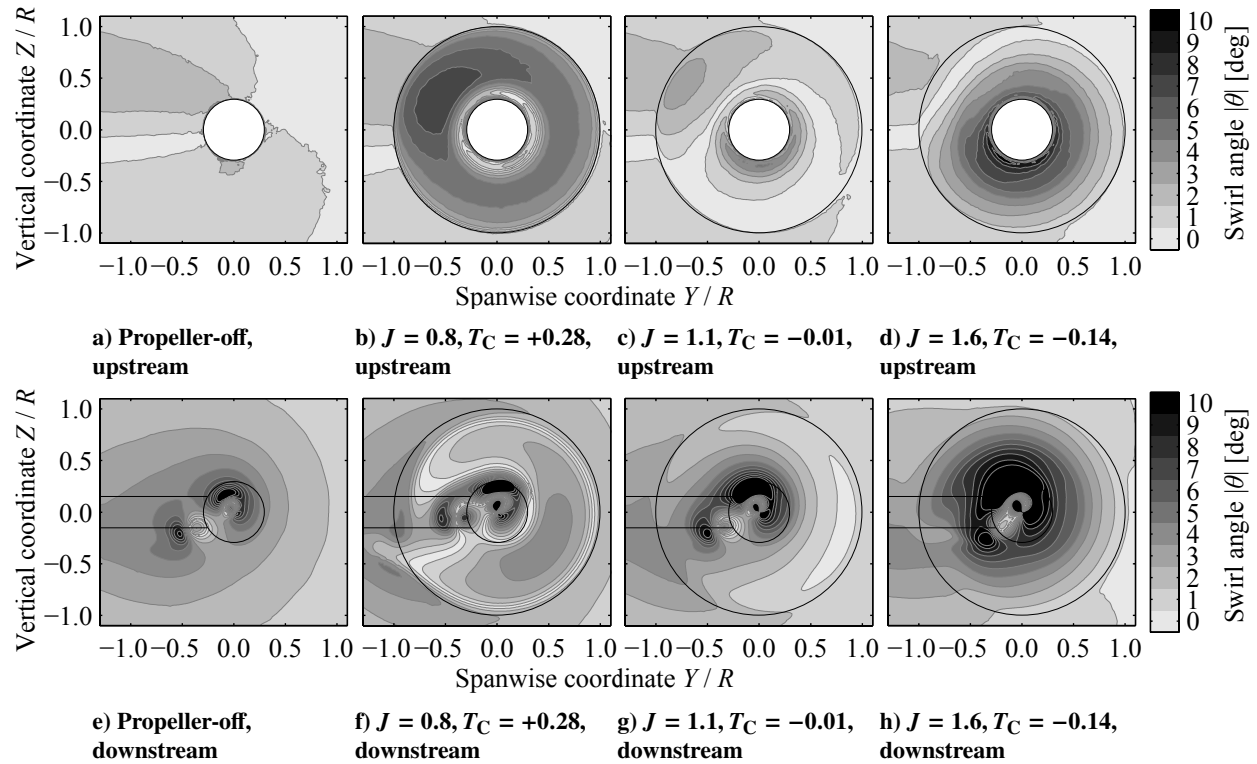 Vertical coordinate Z / R
1.0
0.5
0.0
−0.5
−1.0
−1.0 −0.5 0.0 0.5 1.0
−1.0 −0.5 0.0 0.5 1.0
−1.0 −0.5 0.0 0.5 1.0
−1.0 −0.5 0.0 0.5 1.0
Spanwise coordinate Y / R
10
9
8
7
6
5
4
3
2
1
0
Swirl angle |θ| [deg]
a) Propeller-off,
upstream
b) J = 0.8, T_C = +0.28,
upstream
c) J = 1.1, T_C = −0.01,
upstream
d) J = 1.6, T_C = −0.14,
upstream
Vertical coordinate Z / R
1.0
0.5
0.0
−0.5
−1.0
−1.0 −0.5 0.0 0.5 1.0
−1.0 −0.5 0.0 0.5 1.0
−1.0 −0.5 0.0 0.5 1.0
−1.0 −0.5 0.0 0.5 1.0
Spanwise coordinate Y / R
10
9
8
7
6
5
4
3
2
1
0
Swirl angle |θ| [deg]
e) Propeller-off,
downstream
f) J = 0.8, T_C = +0.28,
downstream
g) J = 1.1, T_C = −0.01,
downstream
h) J = 1.6, T_C = −0.14,
downstream